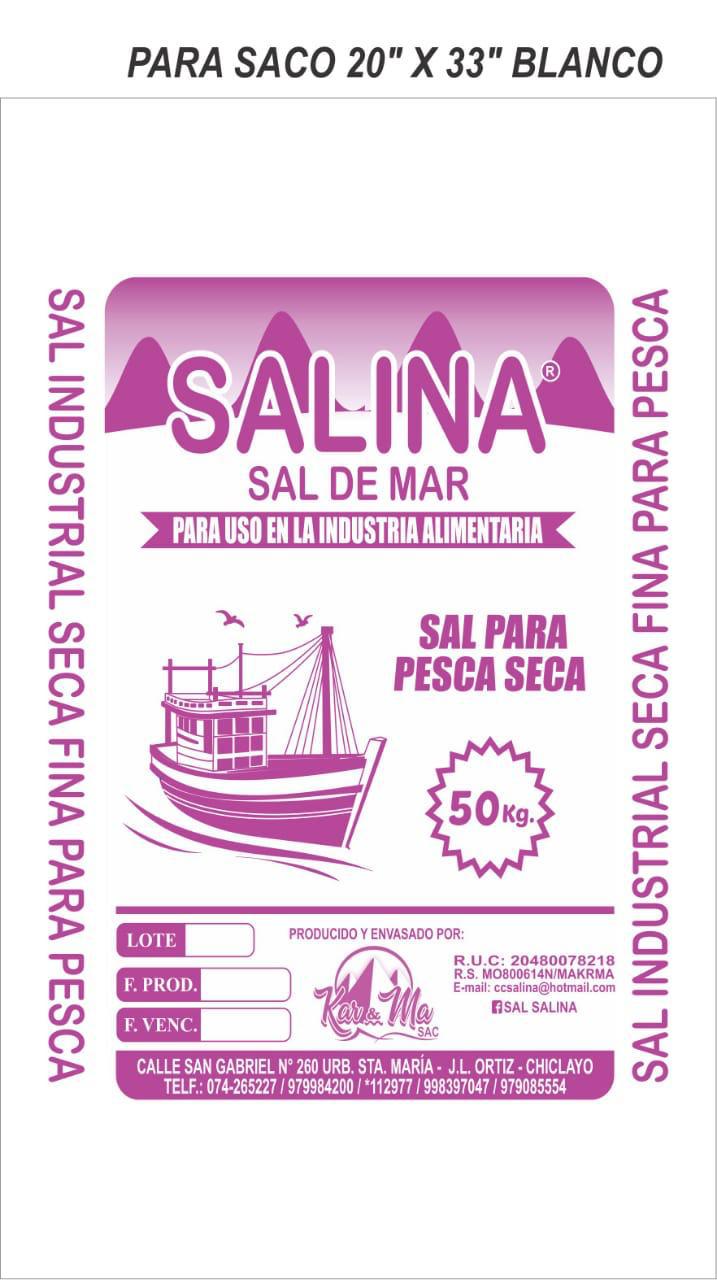 PARA SACO 20" X 33" BLANCO
SAL INDUSTRIAL SECA FINA PARA PESCA
SALINA®
SAL DE MAR
PARA USO EN LA INDUSTRIA ALIMENTARIA
SAL PARA
PESCA SECA
50 Kg.
LOTE
F. PROD.
F. VENC.
PRODUCIDO Y ENVASADO POR:
Kar & Ma
SAC
R.U.C: 20480078218
R.S. MO800614N/MAKRMA
E-mail: ccsalina@hotmail.com
SAL SALINA
CALLE SAN GABRIEL N° 260 URB. STA. MARÍA - J.L. ORTIZ - CHICLAYO
TELF.: 074-265227 / 979984200 / *112977 / 998397047 / 979085554
SAL INDUSTRIAL SECA FINA PARA PESCA